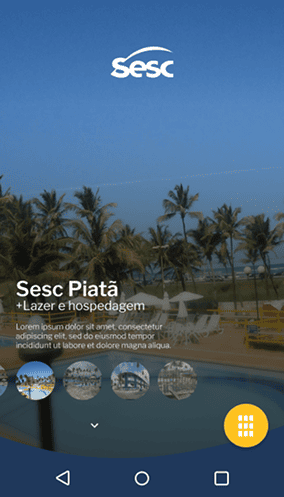 Sesc
Sesc Piatã
+Lazer e hospedagem
Lorem ipsum dolor sit amet, consectetur
adipiscing elit, sed do eiusmod tempor
incididunt ut labore et dolore magna aliqua.